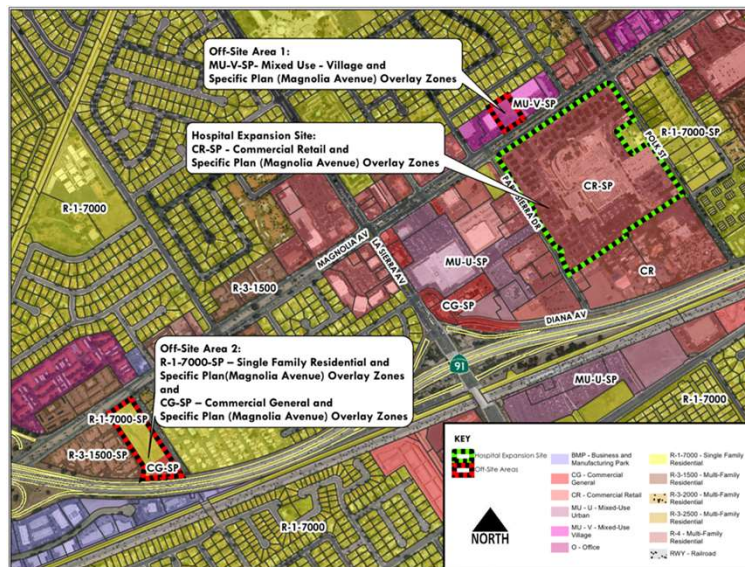 Off-Site Area 1:
MU-V-SP- Mixed Use - Village and
Specific Plan (Magnolia Avenue) Overlay Zones
MU-V-SP
Hospital Expansion Site:
CR-SP - Commercial Retail and
Specific Plan (Magnolia Avenue) Overlay Zones
R-1-7000-SP
POLK ST
CR-SP
R-1-7000
SIERRA DR
MAGNOLIA AV
LA SIERRA AV
MU-U-SP
R-3-1500
CR
CG-SP
DIANA AV
Off-Site Area 2:
R-1-7000-SP – Single Family Residential and
Specific Plan(Magnolia Avenue) Overlay Zones
and
CG-SP – Commercial General and
Specific Plan (Magnolia Avenue) Overlay Zones
91
MU-U-SP
R-1-7000
R-1-7000-SP
R-3-1500-SP
CG-SP
R-1-7000
KEY
Hospital Expansion Site
Off-Site Areas
NORTH
BMP - Business and
Manufacturing Park
CG - Commercial
General
CR - Commercial Retail
MU - U - Mixed-Use
Urban
MU - V - Mixed-Use
Village
O - Office
R-1-7000 - Single Family
Residential
R-3-1500 - Multi-Family
Residential
R-3-2000 - Multi-Family
Residential
R-3-2500 - Multi-Family
Residential
R-4 - Multi-Family
Residential
RWY - Railroad